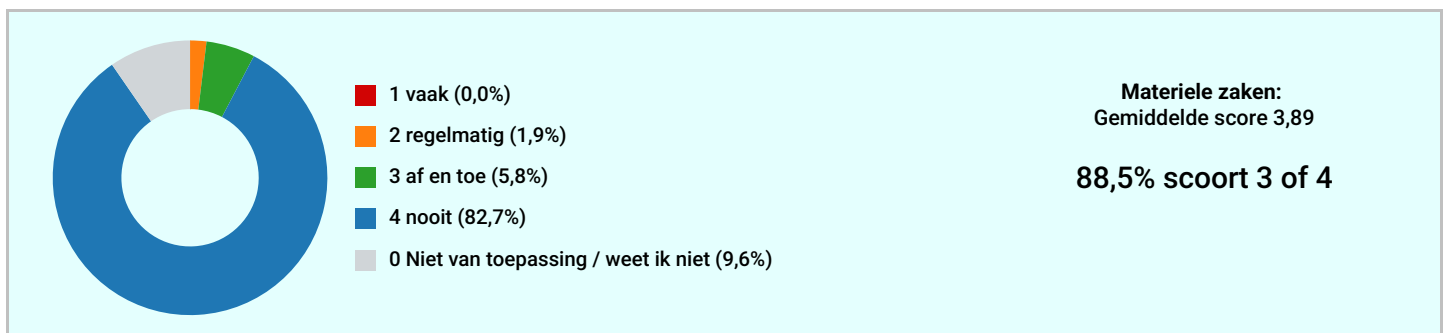 1 vaak (0,0%)
2 regelmatig (1,9%)
3 af en toe (5,8%)
4 nooit (82,7%)
0 Niet van toepassing / weet ik niet (9,6%)
Materiele zaken:
Gemiddelde score 3,89
88,5% scoort 3 of 4